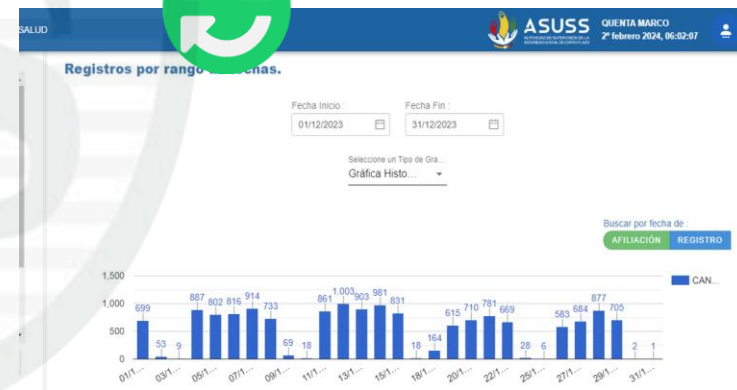 SALUD
ASUSS
QUENTA MARCO
2º febrero 2024, 06:02:07
Registros por rango
Fecha Inicio :
Fecha Fin :
01/12/2023
31/12/2023
Seleccione un Tipo de Gra...
Gráfica Histo...
Buscar por fecha de :
AFILIACIÓN REGISTRO
CAN...
1,500
1,000
500
0
699 53 9 887 802 816 914 733 69 18 861 1.003 903 981 831 18 164 615 710 781 669 28 6 583 684 877 705 2 1
01/1... 03/1... 05/1... 07/1... 09/1... 11/1... 13/1... 15/1... 18/1... 20/1... 22/1... 25/1... 27/1... 29/1... 31/1...